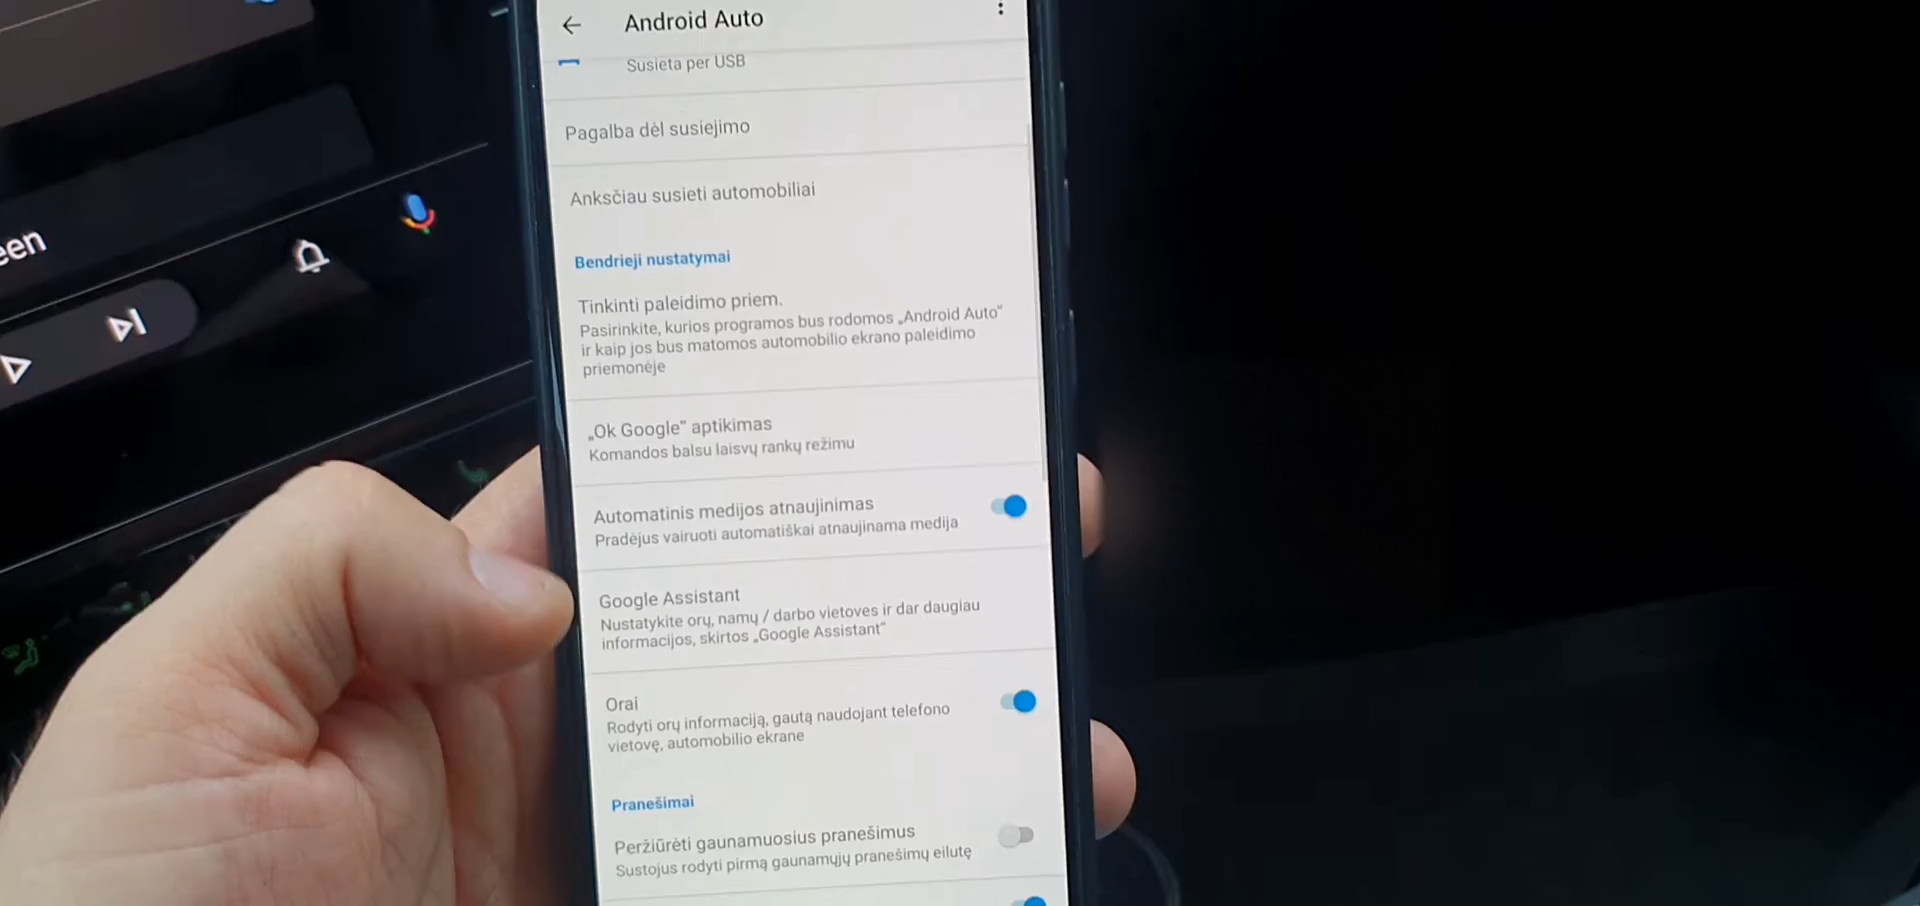 Android Auto
Susieta per USB
Pagalba dėl susiejimo
Anksčiau susieti automobiliai
Bendrieji nustatymai
Tinkinti paleidimo priem.
Pasirinkite, kurios programos bus rodomos „Android Auto“
ir kaip jos bus matomos automobilio ekrano paleidimo
priemonėje
„Ok Google“ aptikimas
Komandos balsu laisvų rankų režimu
Automatinis medijos atnaujinimas
Pradėjus vairuoti automatiškai atnaujinama medija
Google Assistant
Nustatykite orų, namų / darbo vietoves ir dar daugiau
informacijos, skirtos „Google Assistant“
Orai
Rodyti orų informaciją, gautą naudojant telefono
vietovę, automobilio ekrane
Pranešimai
Peržiūrėti gaunamuosius pranešimus
Sustojus rodyti pirmą gaunamųjų pranešimų eilutę